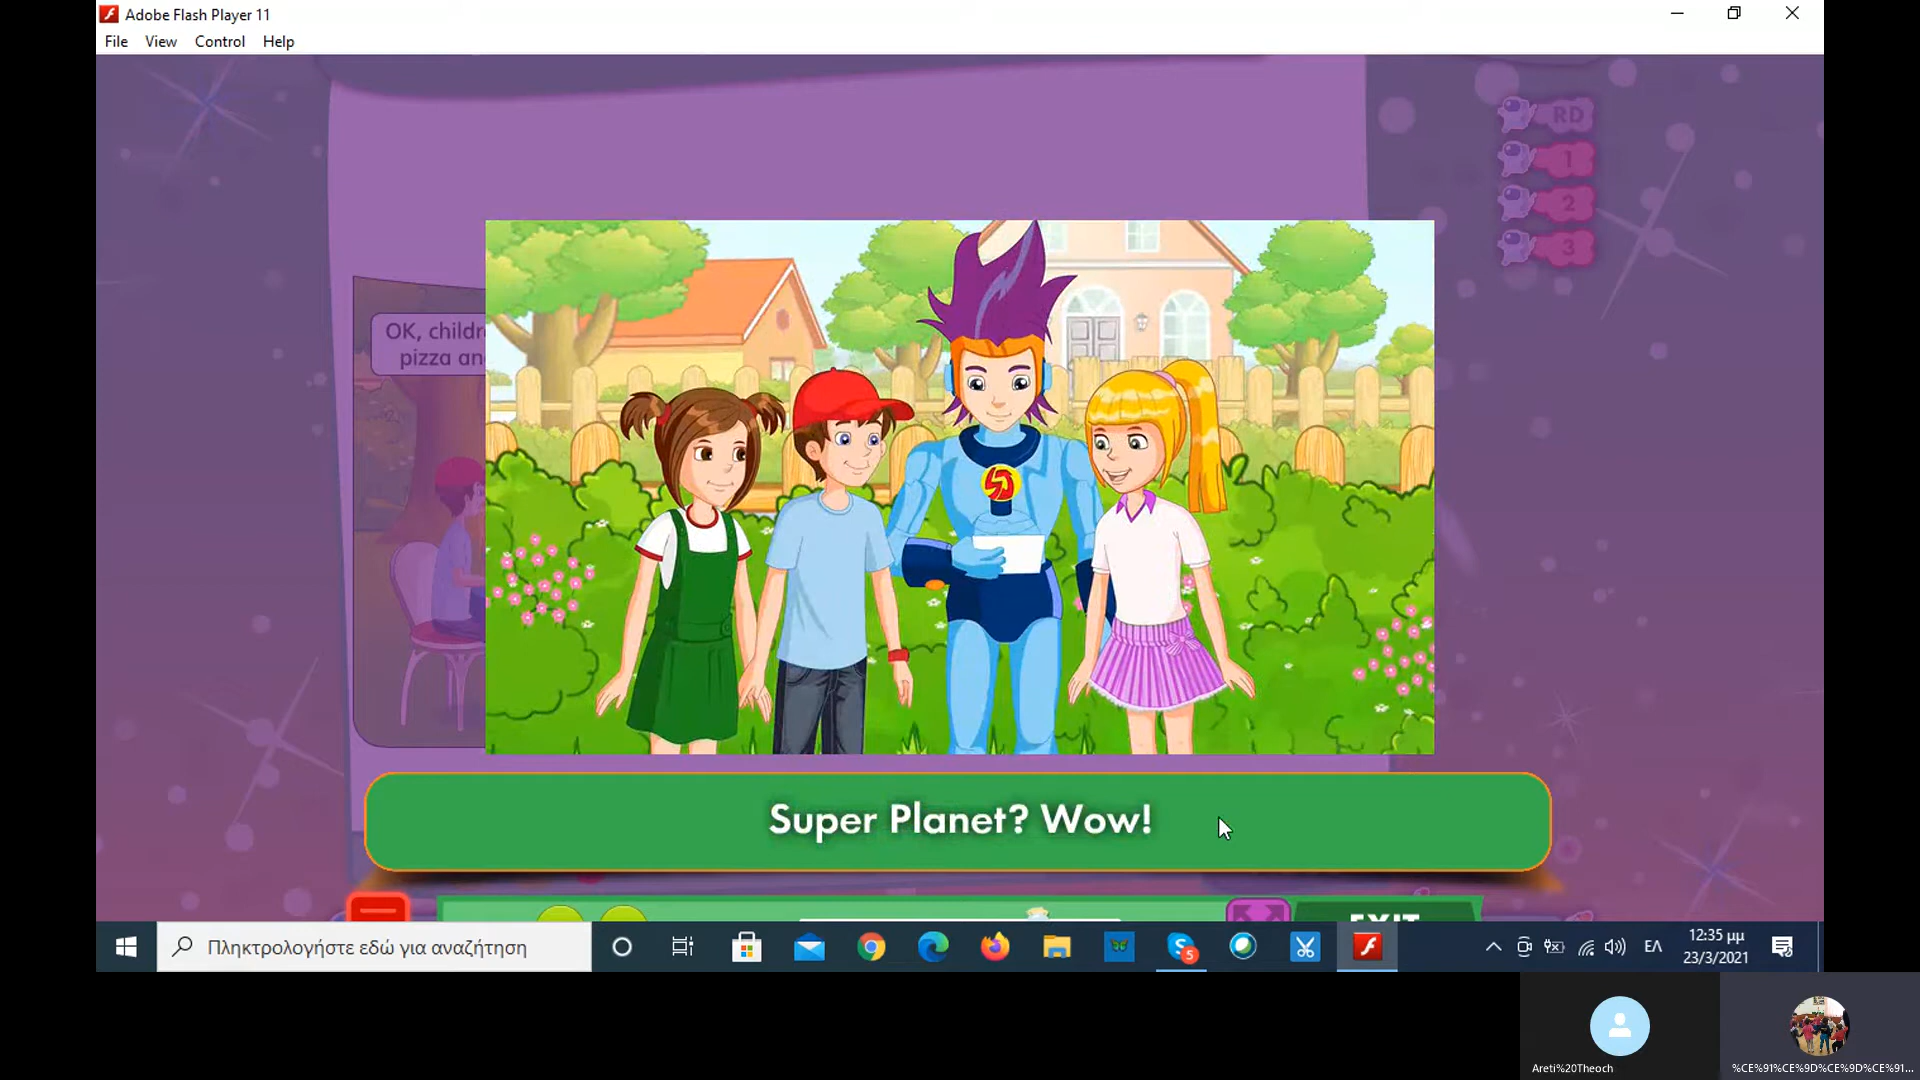 Adobe Flash Player 11
File View Control Help
RD
1
2
3
OK, childr
pizza an
Super Planet? Wow!
EXIT
Πληκτρολογήστε εδώ για αναζήτηση
5
ΕΛ
12:35 μμ
23/3/2021
Areti%20Theoch
%CE%91%CE%9D%CE%9D%CE%91...